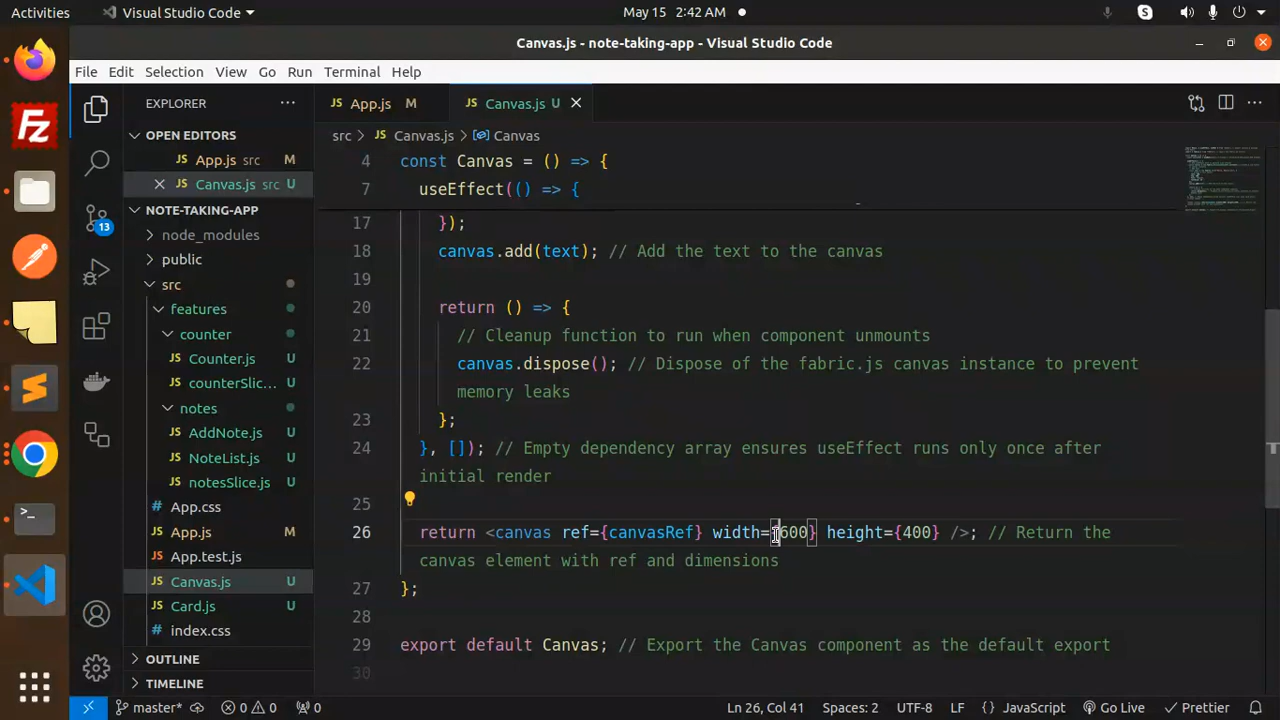 Activities
Visual Studio Code
May 15 2:42 AM
Canvas.js - note-taking-app - Visual Studio Code
File Edit Selection View Go Run Terminal Help
EXPLORER
OPEN EDITORS
App.js src M
Canvas.js src U
NOTE-TAKING-APP
node_modules
public
src
features
counter
JS Counter.js U
JS counterSlic... U
notes
JS AddNote.js U
JS NoteList.js U
JS notesSlice.js U
App.css
JS App.js M
JS App.test.js
JS Canvas.js U
JS Card.js U
JS index.css
OUTLINE
TIMELINE
13
JS App.js M
JS Canvas.js U
src > JS Canvas.js > Canvas
4 const Canvas = () => {
7 useEffect(() => {
17 });
18 canvas.add(text); // Add the text to the canvas
19
20 return () => {
21 // Cleanup function to run when component unmounts
22 canvas.dispose(); // Dispose of the fabric.js canvas instance to prevent
memory leaks
23 };
24 }, []); // Empty dependency array ensures useEffect runs only once after
initial render
25
26 return <canvas ref={canvasRef} width={600} height={400} />; // Return the
canvas element with ref and dimensions
27 };
28
29 export default Canvas; // Export the Canvas component as the default export
30
master* 0 0 0
Ln 26, Col 41 Spaces: 2 UTF-8 LF {} JavaScript Go Live Prettier